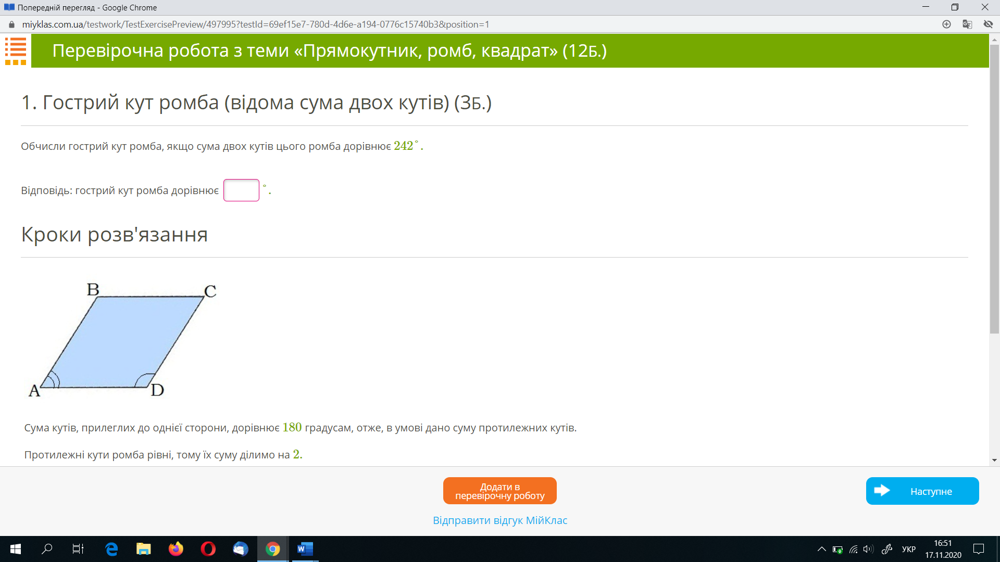 Попередній перегляд - Google Chrome
miyklas.com.ua/testwork/TestExercisePreview/497995?testId=69ef15e7-780d-4d6e-a194-0776c15740b3&position=1
Перевірочна робота з теми «Прямокутник, ромб, квадрат» (12Б.)
1. Гострий кут ромба (відома сума двох кутів) (3Б.)
Обчисли гострий кут ромба, якщо сума двох кутів цього ромба дорівнює 242°.
Відповідь: гострий кут ромба дорівнює °.
Кроки розв'язання
B
C
A
D
Сума кутів, прилеглих до однієї сторони, дорівнює 180 градусам, отже, в умові дано суму протилежних кутів.
Протилежні кути ромба рівні, тому їх суму ділимо на 2.
Додати в
перевірочну роботу
Наступне
Відправити відгук МійКлас
УКР
16:51
17.11.2020